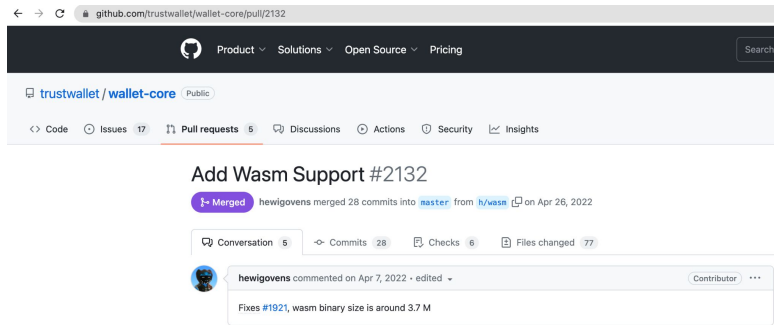 github.com/trustwallet/wallet-core/pull/2132
Product Solutions Open Source Pricing Search
trustwallet / wallet-core Public
Code Issues 17 Pull requests 5 Discussions Actions Security Insights
Add Wasm Support #2132
Merged hewigovens merged 28 commits into master from h/wasm on Apr 26, 2022
Conversation 5 Commits 28 Checks 6 Files changed 77
hewigovens commented on Apr 7, 2022 • edited Contributor
Fixes #1921, wasm binary size is around 3.7 M